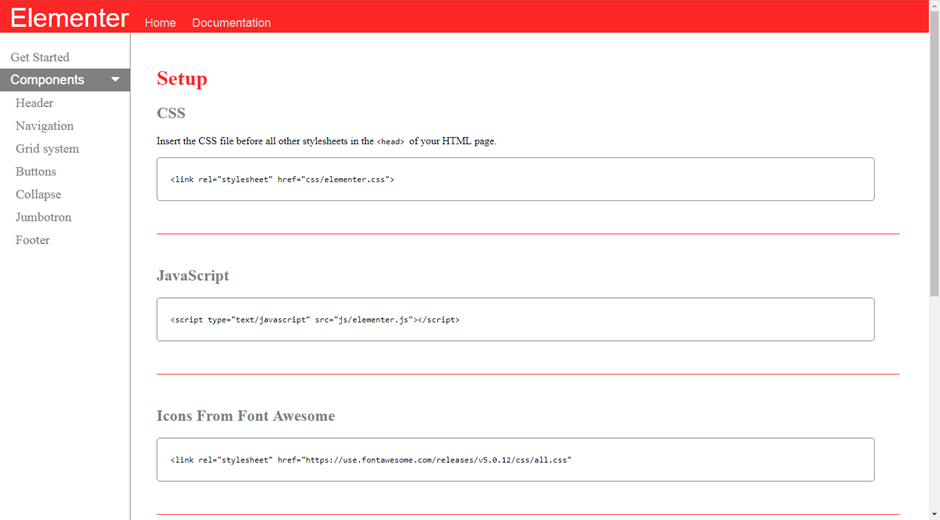 Elementer Home Documentation
Get Started
Components
Header
Navigation
Grid system
Buttons
Collapse
Jumbotron
Footer
Setup
CSS
Insert the CSS file before all other stylesheets in the <head> of your HTML page.
<link rel="stylesheet" href="css/elementer.css">
JavaScript
<script type="text/javascript" src="js/elementer.js"></script>
Icons From Font Awesome
<link rel="stylesheet" href="https://use.fontawesome.com/releases/v5.0.12/css/all.css"